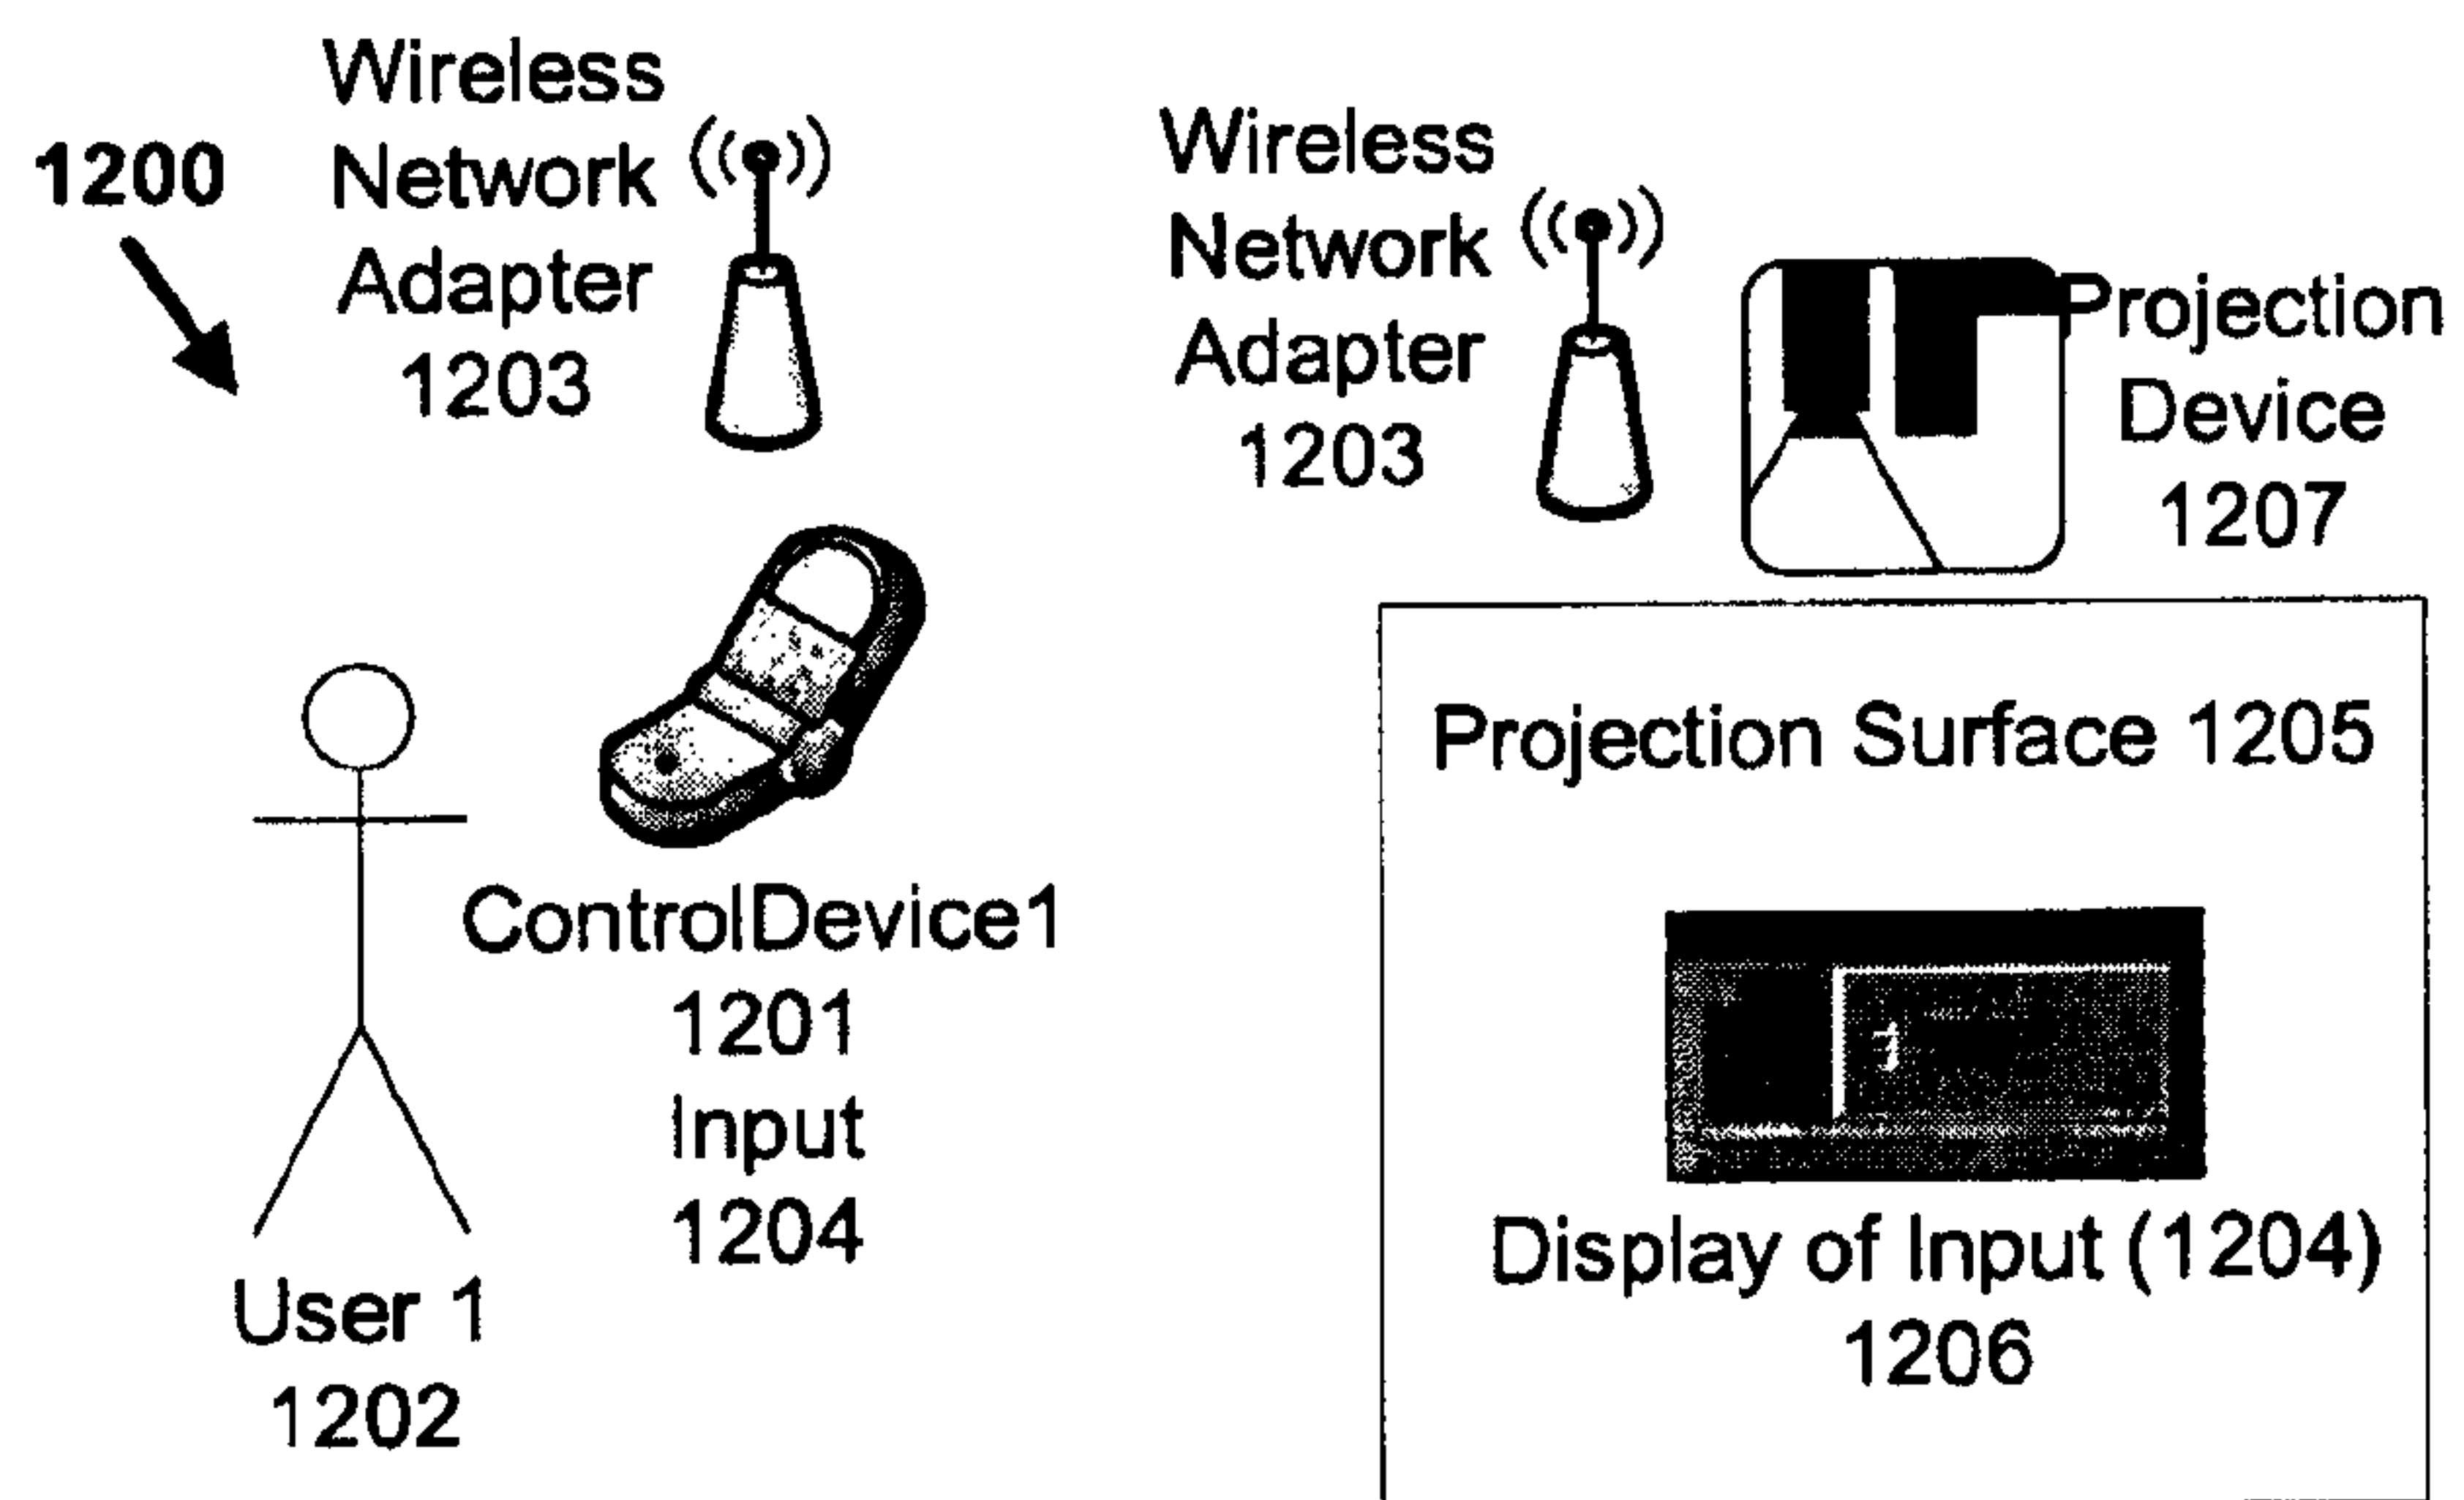 1200
Wireless
Network
Adapter
1203
Wireless
Network
Adapter
1203
Projection
Device
1207
ControlDevice1
1201
Input
1204
User 1
1202
Projection Surface 1205
1
Display of Input (1204)
1206